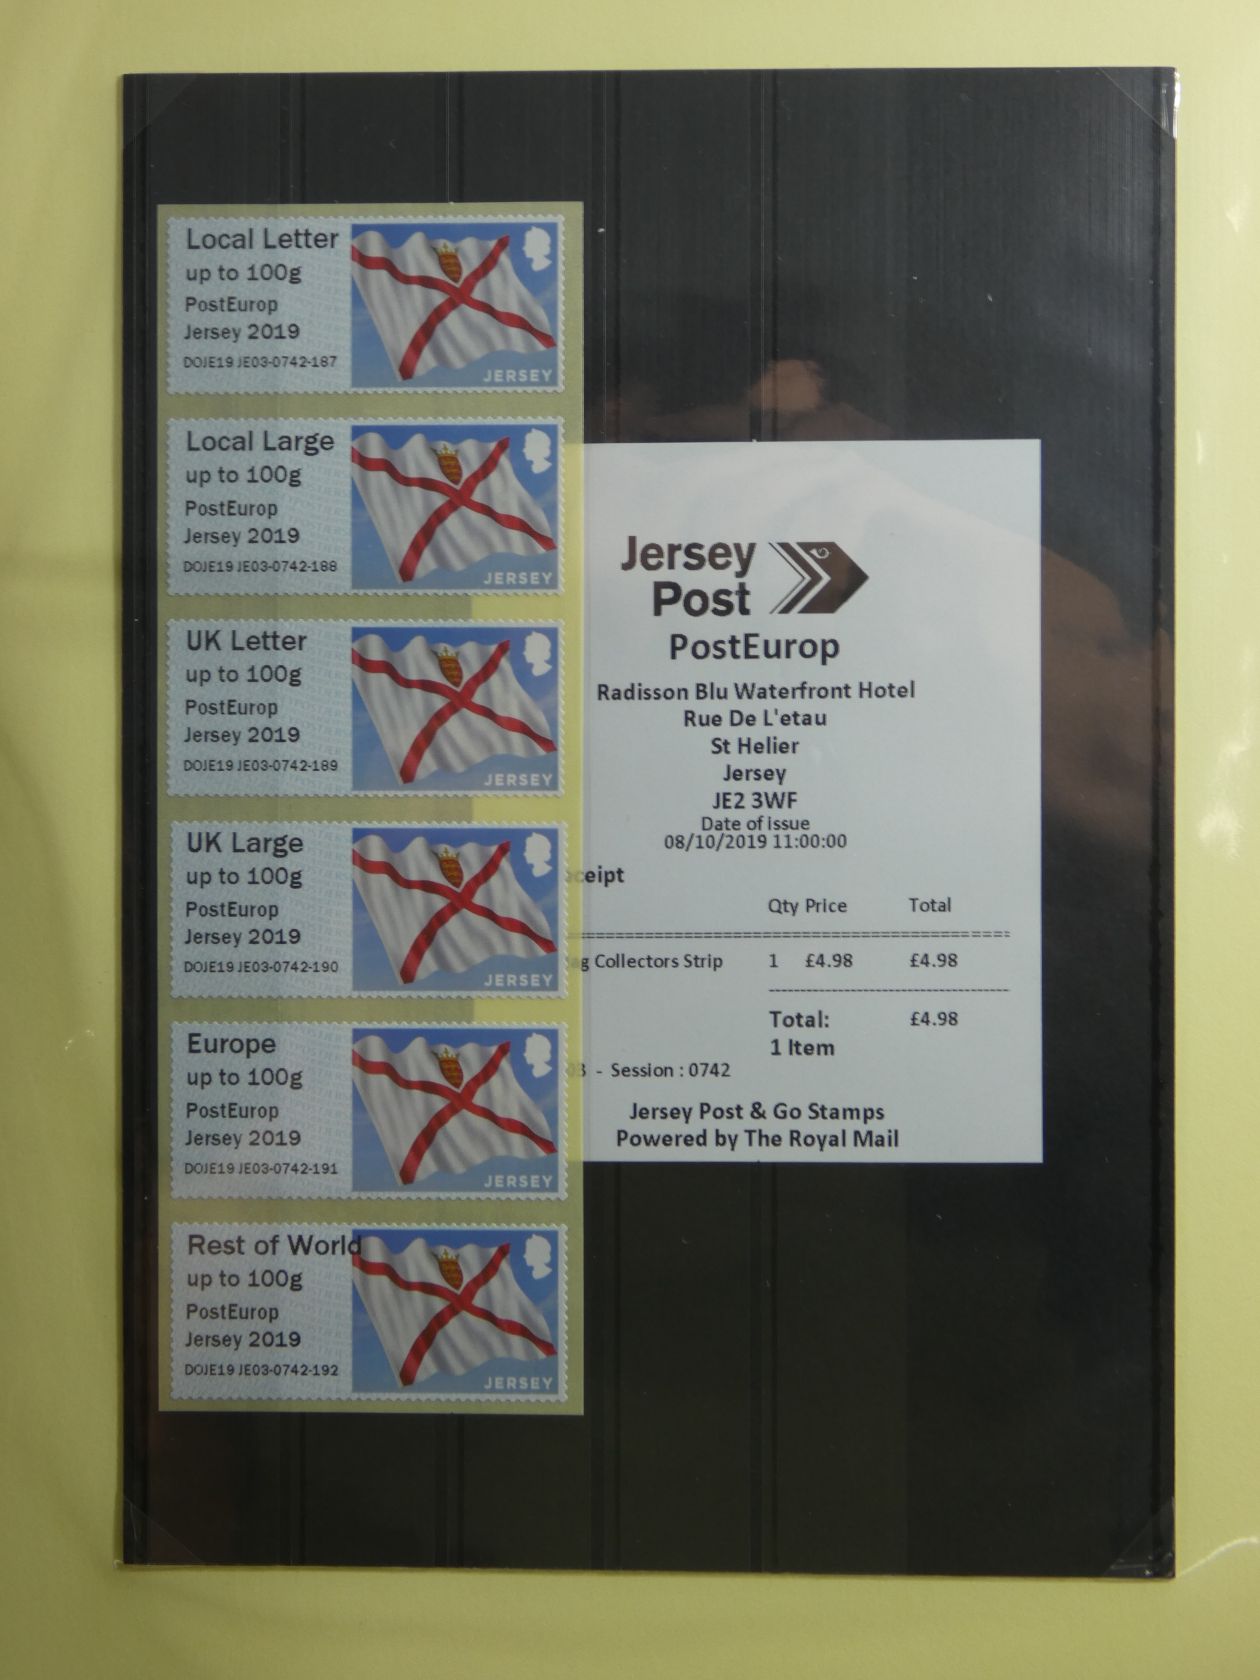 Local Letter
up to 100g
PostEurop
Jersey 2019
DOJE19 JE03-0742-187
JERSEY
Local Large
up to 100g
PostEurop
Jersey 2019
DOJE19 JE03-0742-188
JERSEY
UK Letter
up to 100g
PostEurop
Jersey 2019
DOJE19 JE03-0742-189
JERSEY
UK Large
up to 100g
PostEurop
Jersey 2019
DOJE19 JE03-0742-190
JERSEY
Europe
up to 100g
PostEurop
Jersey 2019
DOJE19 JE03-0742-191
JERSEY
Rest of World
up to 100g
PostEurop
Jersey 2019
DOJE19 JE03-0742-192
JERSEY
Jersey
Post
PostEurop
Radisson Blu Waterfront Hotel
Rue De L'etau
St Helier
Jersey
JE2 3WF
Date of issue
08/10/2019 11:00:00
ceipt
Qty Price Total
ag Collectors Strip 1 £4.98 £4.98
Total: £4.98
1 Item
03 - Session : 0742
Jersey Post & Go Stamps
Powered by The Royal Mail